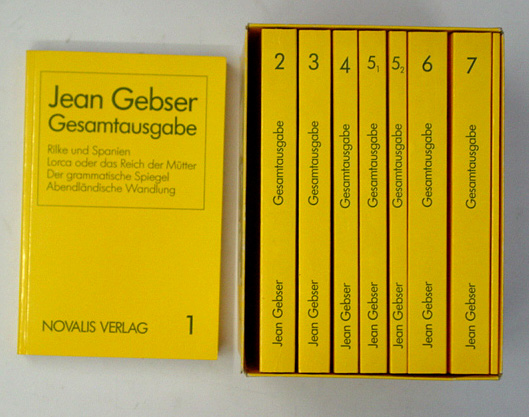 Jean Gebser
Gesamtausgabe
Rilke und Spanien
Lorca oder das Reich der Mütter
Der grammatische Spiegel
Abendländische Wandlung
NOVALIS VERLAG 1
Jean Gebser Gesamtausgabe 2
Jean Gebser Gesamtausgabe 3
Jean Gebser Gesamtausgabe 4
Jean Gebser Gesamtausgabe 5₁
Jean Gebser Gesamtausgabe 5₂
Jean Gebser Gesamtausgabe 6
Jean Gebser Gesamtausgabe 7